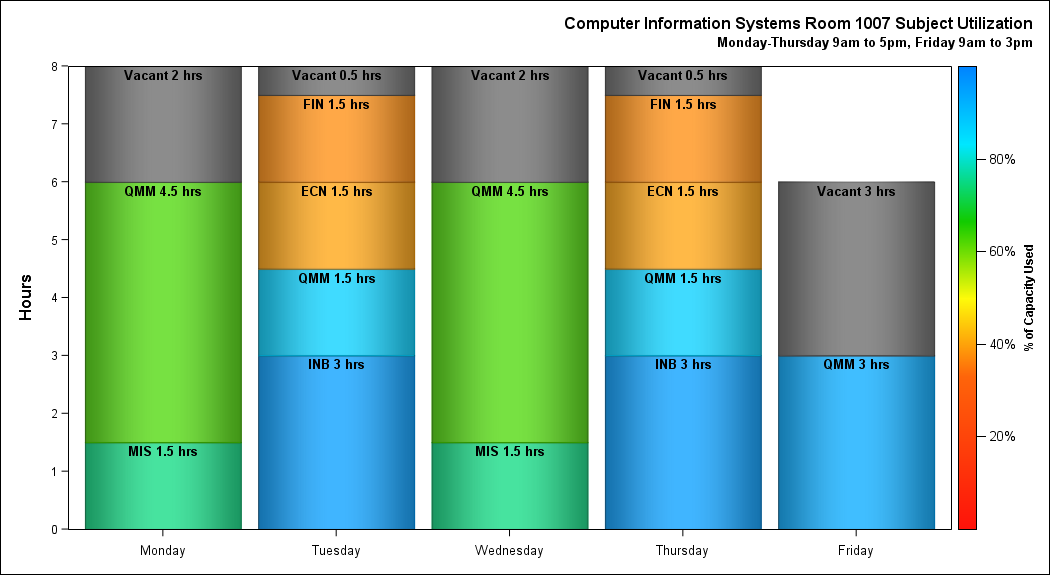 Computer Information Systems Room 1007 Subject Utilization
Monday-Thursday 9am to 5pm, Friday 9am to 3pm
Hours
8
7
6
5
4
3
2
1
0
Vacant 2 hrs
QMM 4.5 hrs
MIS 1.5 hrs
Vacant 0.5 hrs
FIN 1.5 hrs
ECN 1.5 hrs
QMM 1.5 hrs
INB 3 hrs
Vacant 2 hrs
QMM 4.5 hrs
MIS 1.5 hrs
Vacant 0.5 hrs
FIN 1.5 hrs
ECN 1.5 hrs
QMM 1.5 hrs
INB 3 hrs
Vacant 3 hrs
QMM 3 hrs
Monday
Tuesday
Wednesday
Thursday
Friday
80%
60%
40%
20%
% of Capacity Used